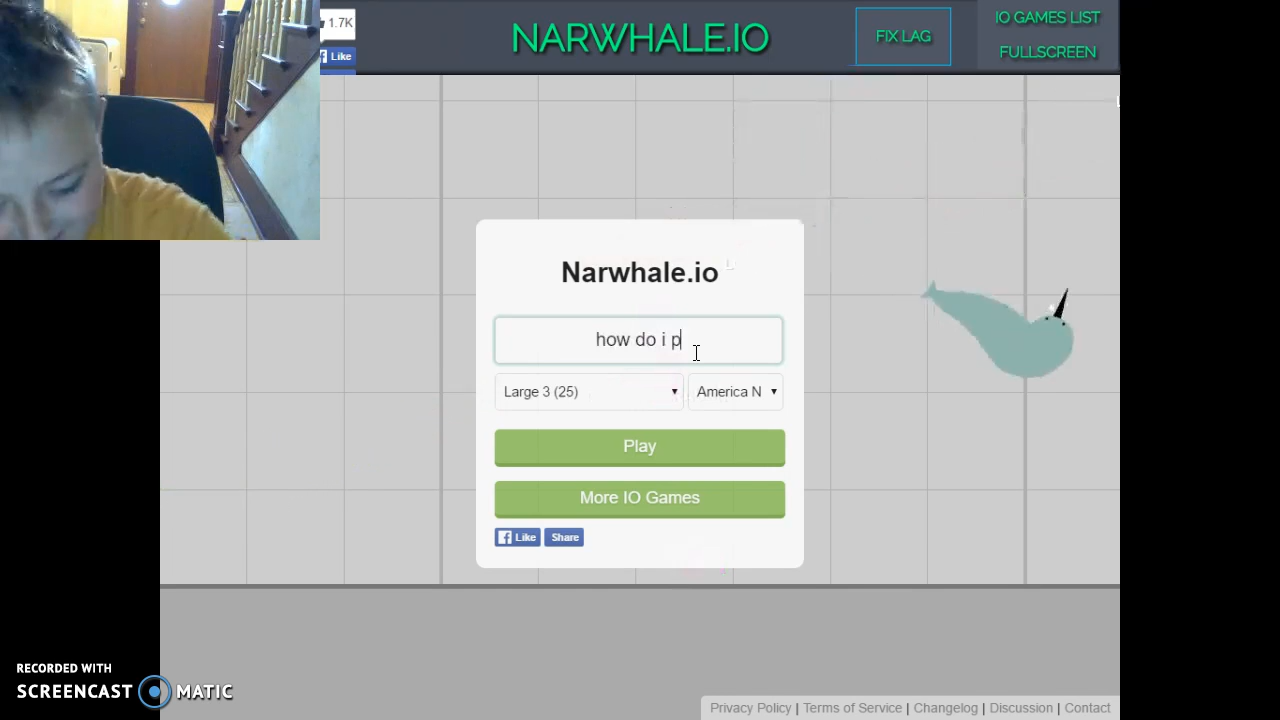 1.7K
Like
NARWHALE.IO
FIX LAG
IO GAMES LIST
FULLSCREEN
Narwhale.io
how do i p
Large 3 (25)
America N
Play
More IO Games
Like
Share
RECORDED WITH
SCREENCAST MATIC
Privacy Policy | Terms of Service | Changelog | Discussion | Contact